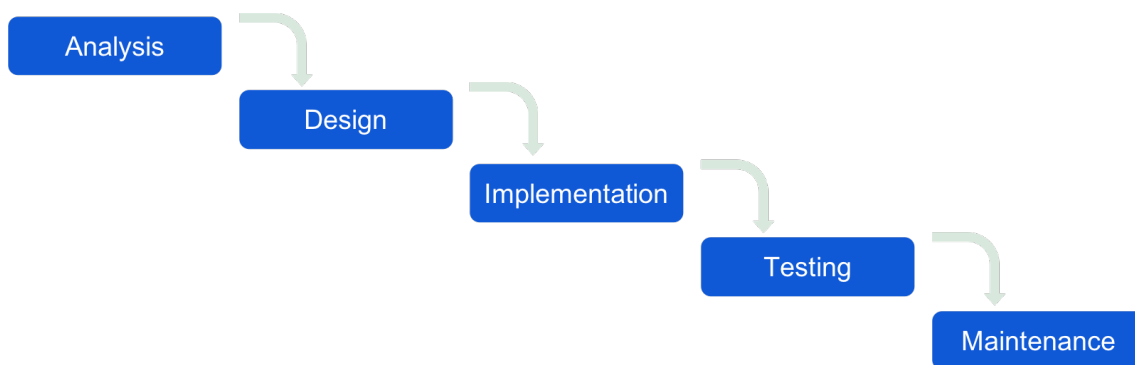 Analysis
Design
Implementation
Testing
Maintenance